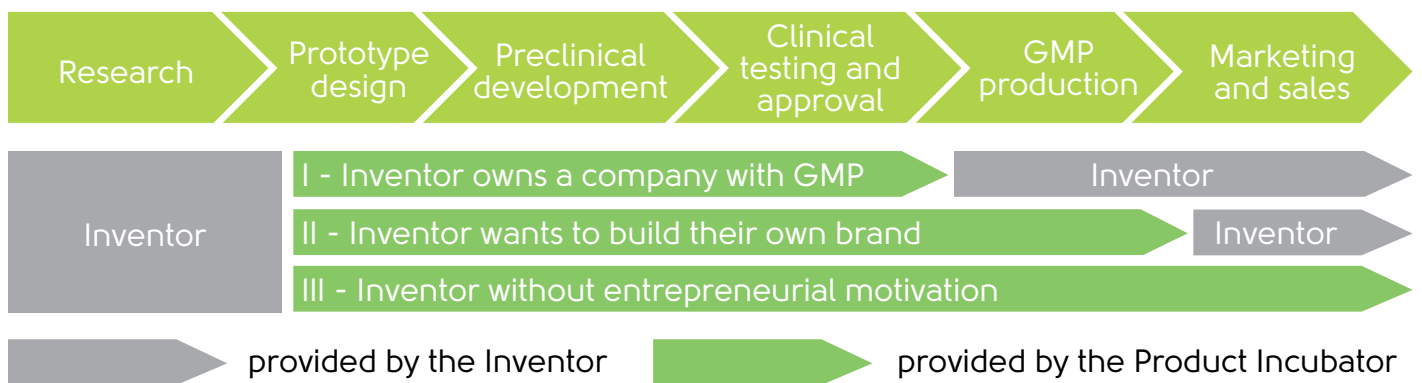 Research
Prototype
design
Preclinical
development
Clinical
testing and
approval
GMP
production
Marketing
and sales
Inventor
I - Inventor owns a company with GMP
Inventor
II - Inventor wants to build their own brand
Inventor
III - Inventor without entrepreneurial motivation
provided by the Inventor
provided by the Product Incubator